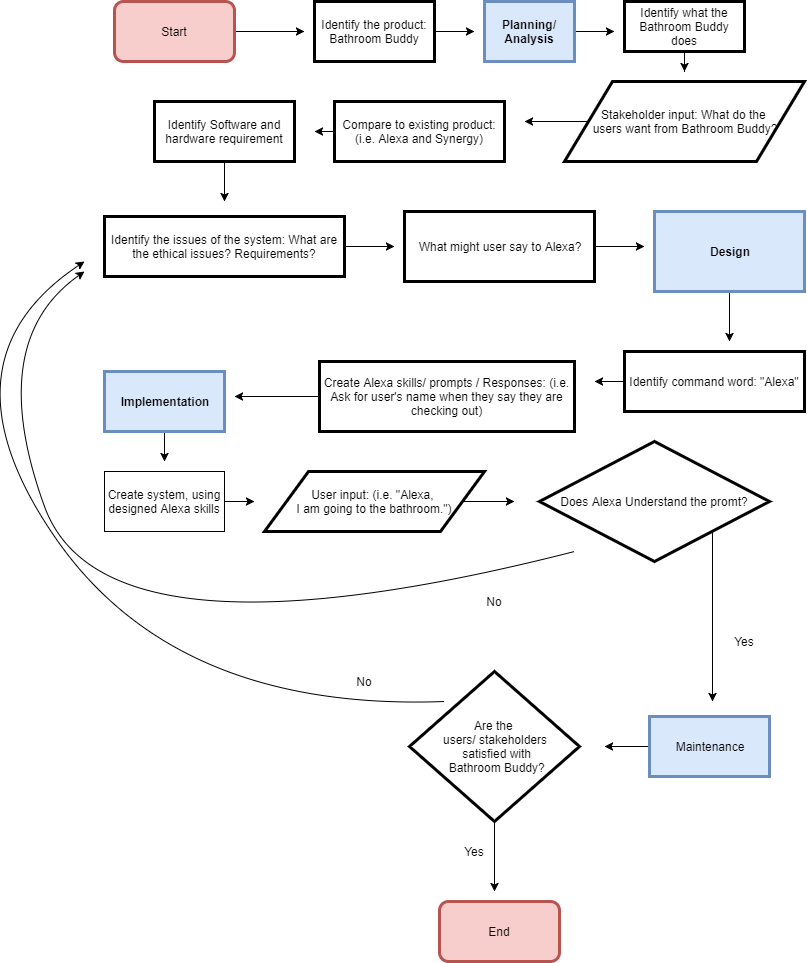 Start
Identify the product:
Bathroom Buddy
Planning/
Analysis
Identify what the
Bathroom Buddy
does
Stakeholder input: What do the
users want from Bathroom Buddy?
Compare to existing product:
(i.e. Alexa and Synergy)
Identify Software and
hardware requirement
Identify the issues of the system: What are
the ethical issues? Requirements?
What might user say to Alexa?
Design
Identify command word: "Alexa"
Create Alexa skills/ prompts / Responses: (i.e.
Ask for user's name when they say they are
checking out)
Implementation
Create system, using
designed Alexa skills
User input: (i.e. "Alexa,
I am going to the bathroom.")
Does Alexa Understand the promt?
No
Yes
No
Maintenance
Are the
users/ stakeholders
satisfied with
Bathroom Buddy?
Yes
End